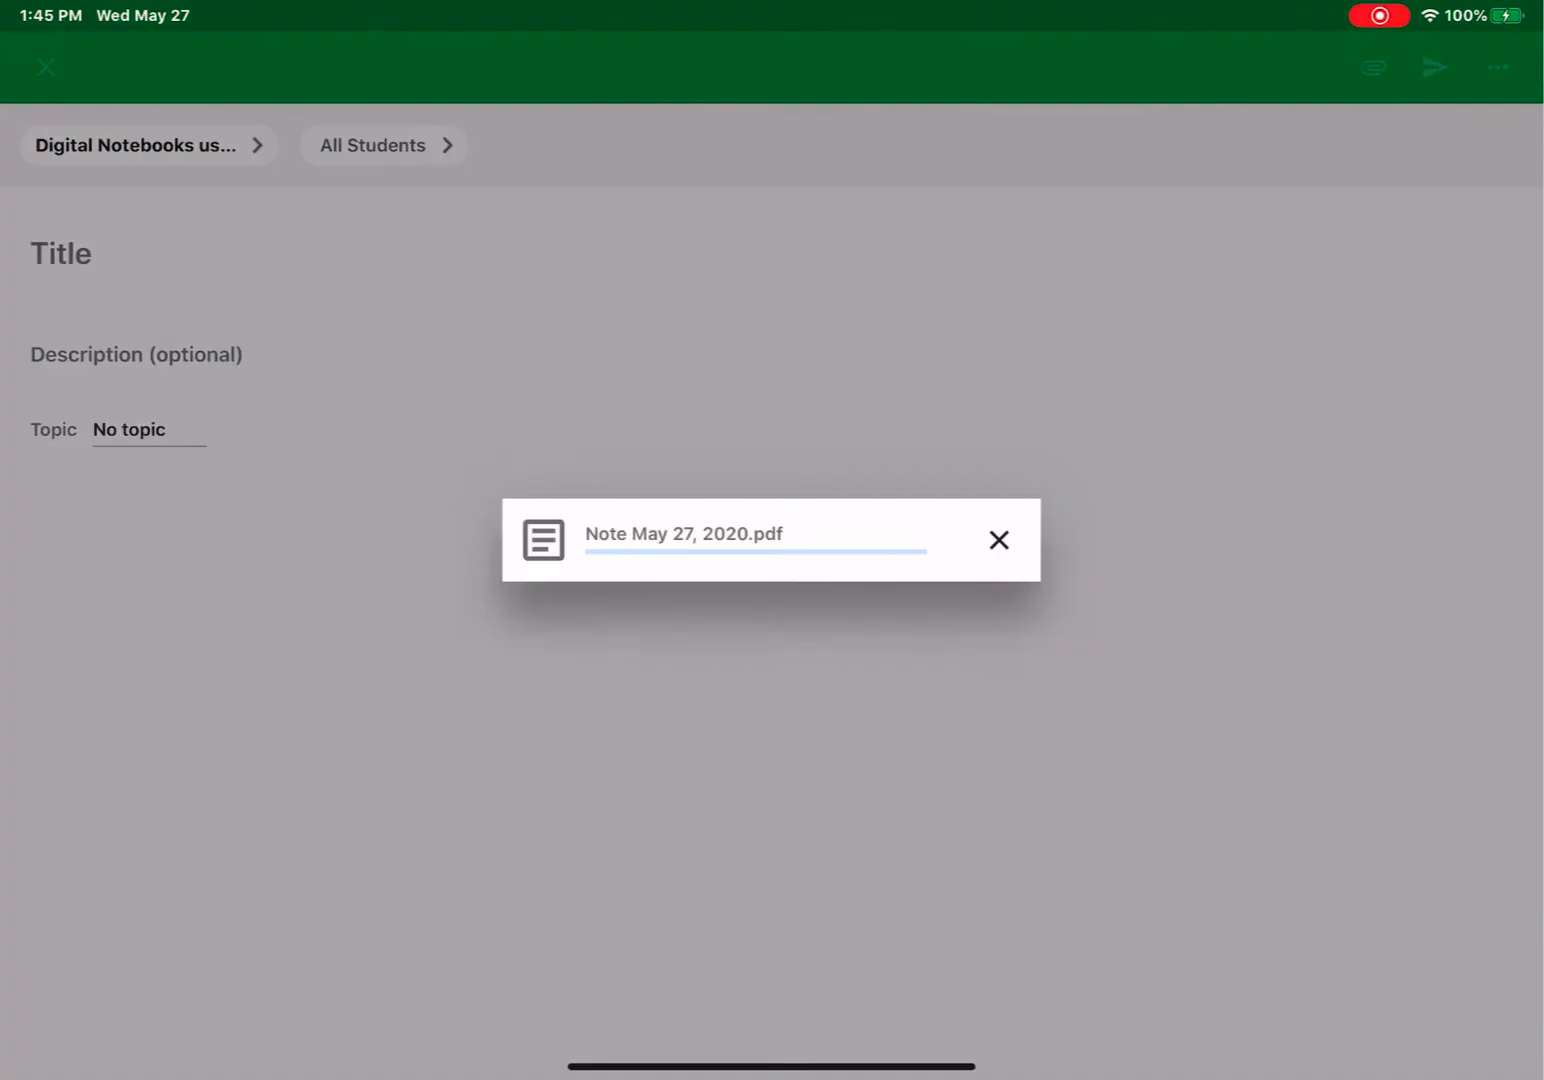 1:45 PM Wed May 27 100%
Digital Notebooks us... All Students
Title
Description (optional)
Topic No topic
Note May 27, 2020.pdf